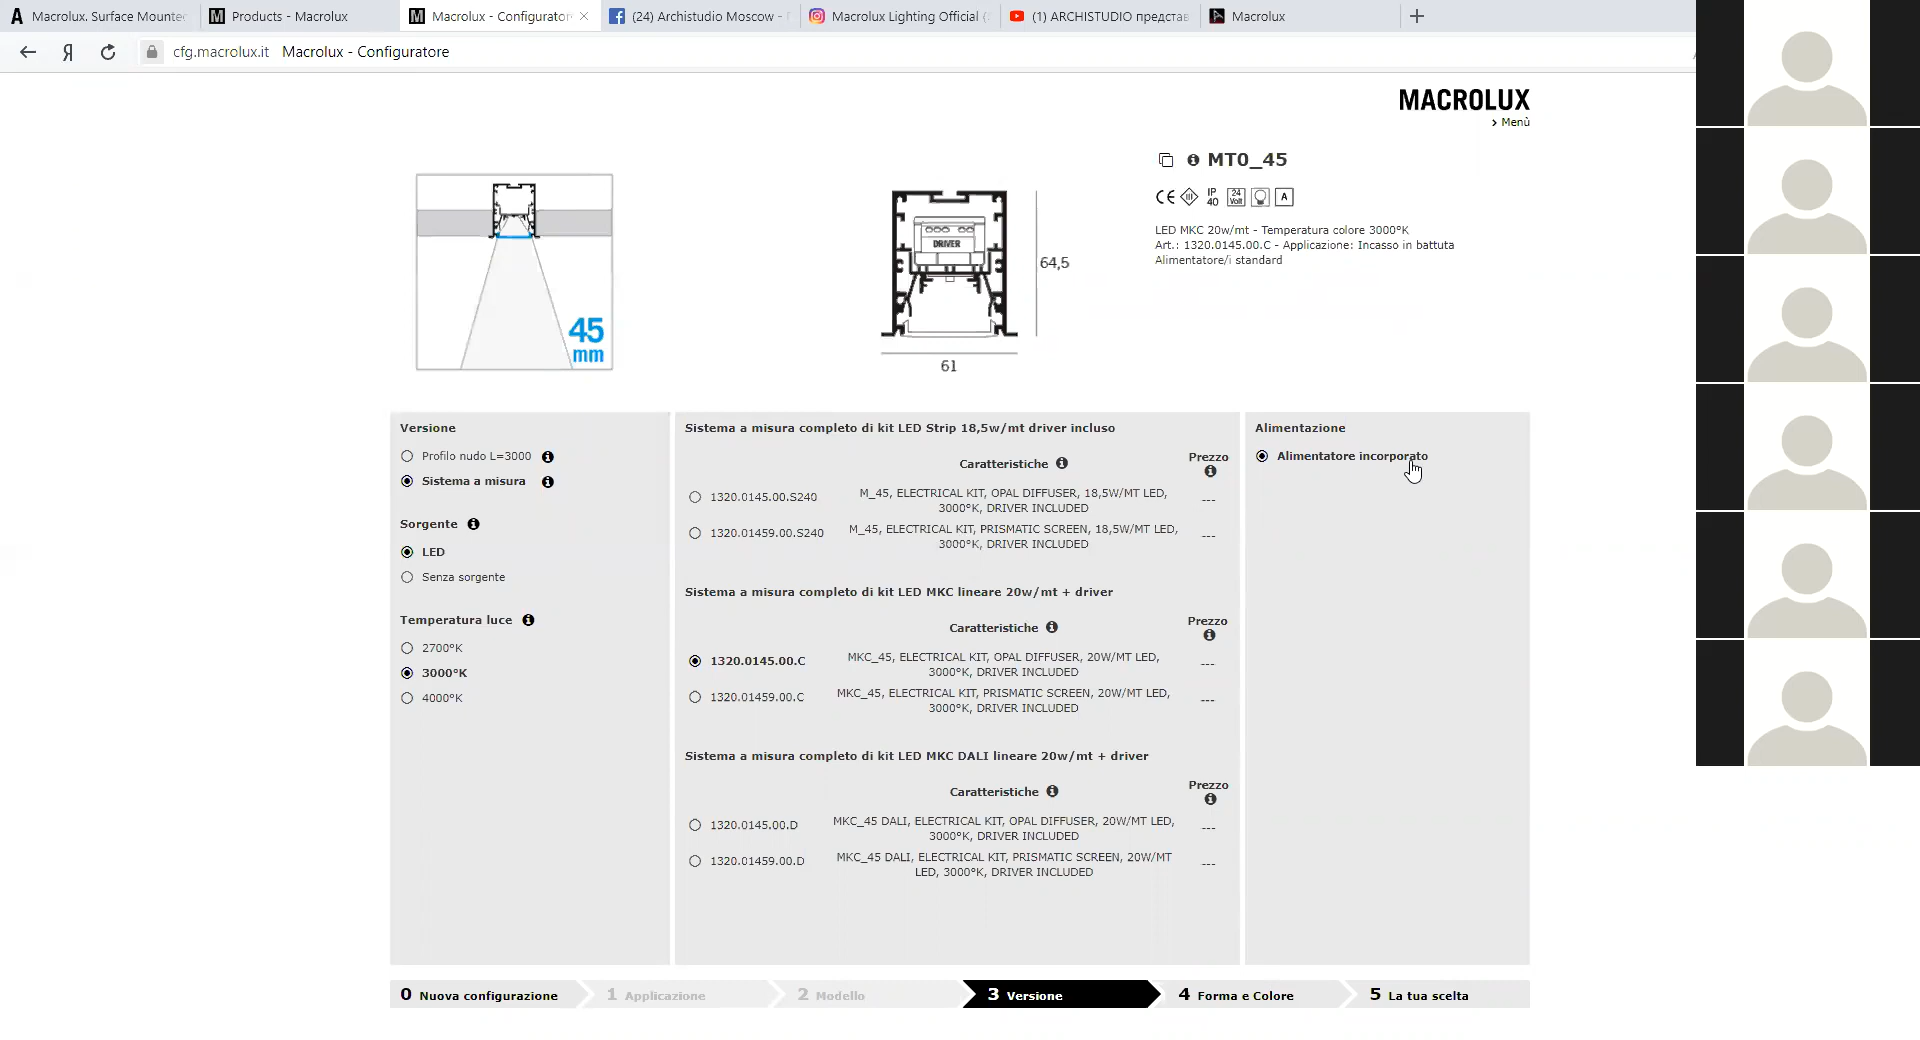 Macrolux. Surface Mounted
Products - Macrolux
Macrolux - Configurator
(24) Archistudio Moscow -
Macrolux Lighting Official (
(1) ARCHISTUDIO представ
Macrolux
Я
cfg.macrolux.it Macrolux - Configuratore
MACROLUX
› Menù
MT0_45
CE III IP 40 24 Volt A
LED MKC 20w/mt - Temperatura colore 3000°K
Art.: 1320.0145.00.C - Applicazione: Incasso in battuta
Alimentatore/i standard
45
mm
DRIVER
64,5
61
Versione
Profilo nudo L=3000
Sistema a misura
Sorgente
LED
Senza sorgente
Temperatura luce
2700°K
3000°K
4000°K
Sistema a misura completo di kit LED Strip 18,5w/mt driver incluso
Caratteristiche Prezzo
1320.0145.00.S240 M_45, ELECTRICAL KIT, OPAL DIFFUSER, 18,5W/MT LED, ---
3000°K, DRIVER INCLUDED
1320.01459.00.S240 M_45, ELECTRICAL KIT, PRISMATIC SCREEN, 18,5W/MT LED, ---
3000°K, DRIVER INCLUDED
Sistema a misura completo di kit LED MKC lineare 20w/mt + driver
Caratteristiche Prezzo
1320.0145.00.C MKC_45, ELECTRICAL KIT, OPAL DIFFUSER, 20W/MT LED, ---
3000°K, DRIVER INCLUDED
1320.01459.00.C MKC_45, ELECTRICAL KIT, PRISMATIC SCREEN, 20W/MT LED, ---
3000°K, DRIVER INCLUDED
Sistema a misura completo di kit LED MKC DALI lineare 20w/mt + driver
Caratteristiche Prezzo
1320.0145.00.D MKC_45 DALI, ELECTRICAL KIT, OPAL DIFFUSER, 20W/MT LED, ---
3000°K, DRIVER INCLUDED
1320.01459.00.D MKC_45 DALI, ELECTRICAL KIT, PRISMATIC SCREEN, 20W/MT ---
LED, 3000°K, DRIVER INCLUDED
Alimentazione
Alimentatore incorporato
0 Nuova configurazione
1 Applicazione
2 Modello
3 Versione
4 Forma e Colore
5 La tua scelta